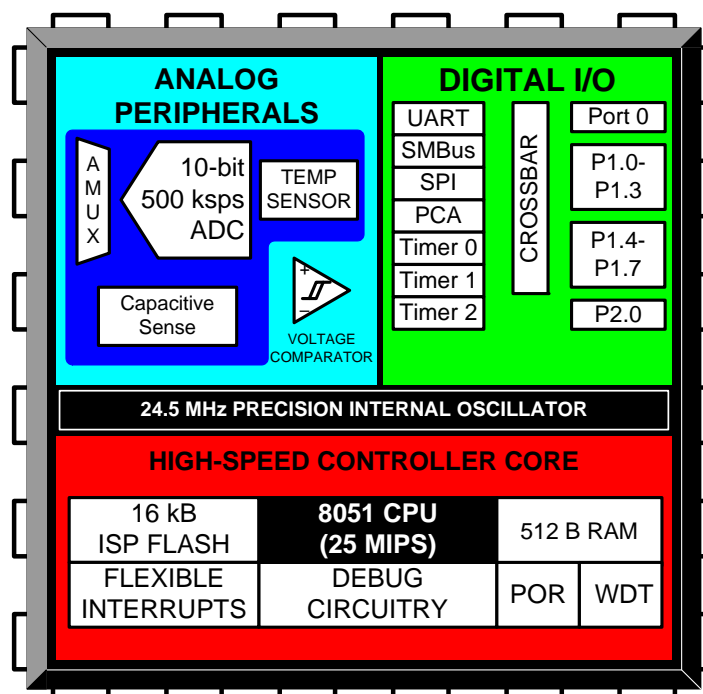 ANALOG
PERIPHERALS
A
M
U
X
10-bit
500 ksps
ADC
TEMP
SENSOR
Capacitive
Sense
+
−
VOLTAGE
COMPARATOR
DIGITAL I/O
UART
SMBus
SPI
PCA
Timer 0
Timer 1
Timer 2
CROSSBAR
Port 0
P1.0-
P1.3
P1.4-
P1.7
P2.0
24.5 MHz PRECISION INTERNAL OSCILLATOR
HIGH-SPEED CONTROLLER CORE
16 kB
ISP FLASH
8051 CPU
(25 MIPS)
512 B RAM
FLEXIBLE
INTERRUPTS
DEBUG
CIRCUITRY
POR
WDT